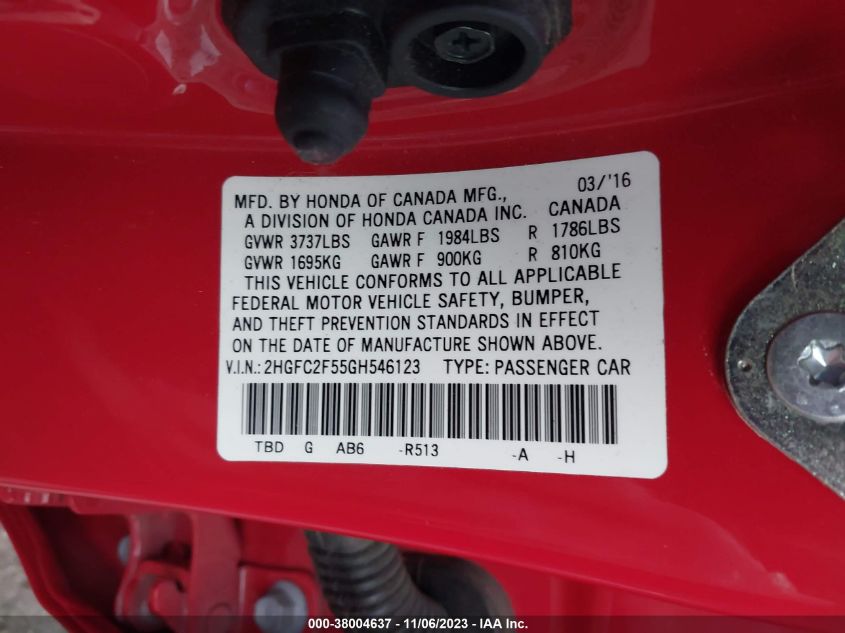 MFD. BY HONDA OF CANADA MFG., 03/'16
A DIVISION OF HONDA CANADA INC. CANADA
GVWR 3737LBS GAWR F 1984LBS R 1786LBS
GVWR 1695KG GAWR F 900KG R 810KG
THIS VEHICLE CONFORMS TO ALL APPLICABLE
FEDERAL MOTOR VEHICLE SAFETY, BUMPER,
AND THEFT PREVENTION STANDARDS IN EFFECT
ON THE DATE OF MANUFACTURE SHOWN ABOVE.
V.I.N.: 2HGFC2F55GH546123 TYPE: PASSENGER CAR
TBD G AB6 -R513 -A -H
000-38004637 - 11/06/2023 - IAA Inc.